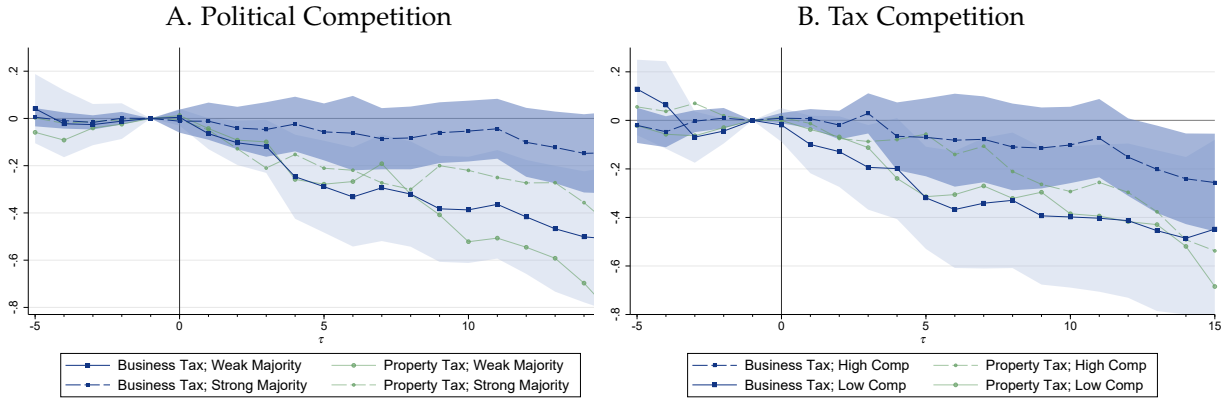 A. Political Competition
.2
0
-.2
-.4
-.6
-.8
-5
0
5
10
τ
Business Tax; Weak Majority
Property Tax; Weak Majority
Business Tax; Strong Majority
Property Tax; Strong Majority
B. Tax Competition
.2
0
-.2
-.4
-.6
-.8
-5
0
5
10
15
τ
Business Tax; High Comp
Property Tax; High Comp
Business Tax; Low Comp
Property Tax; Low Comp